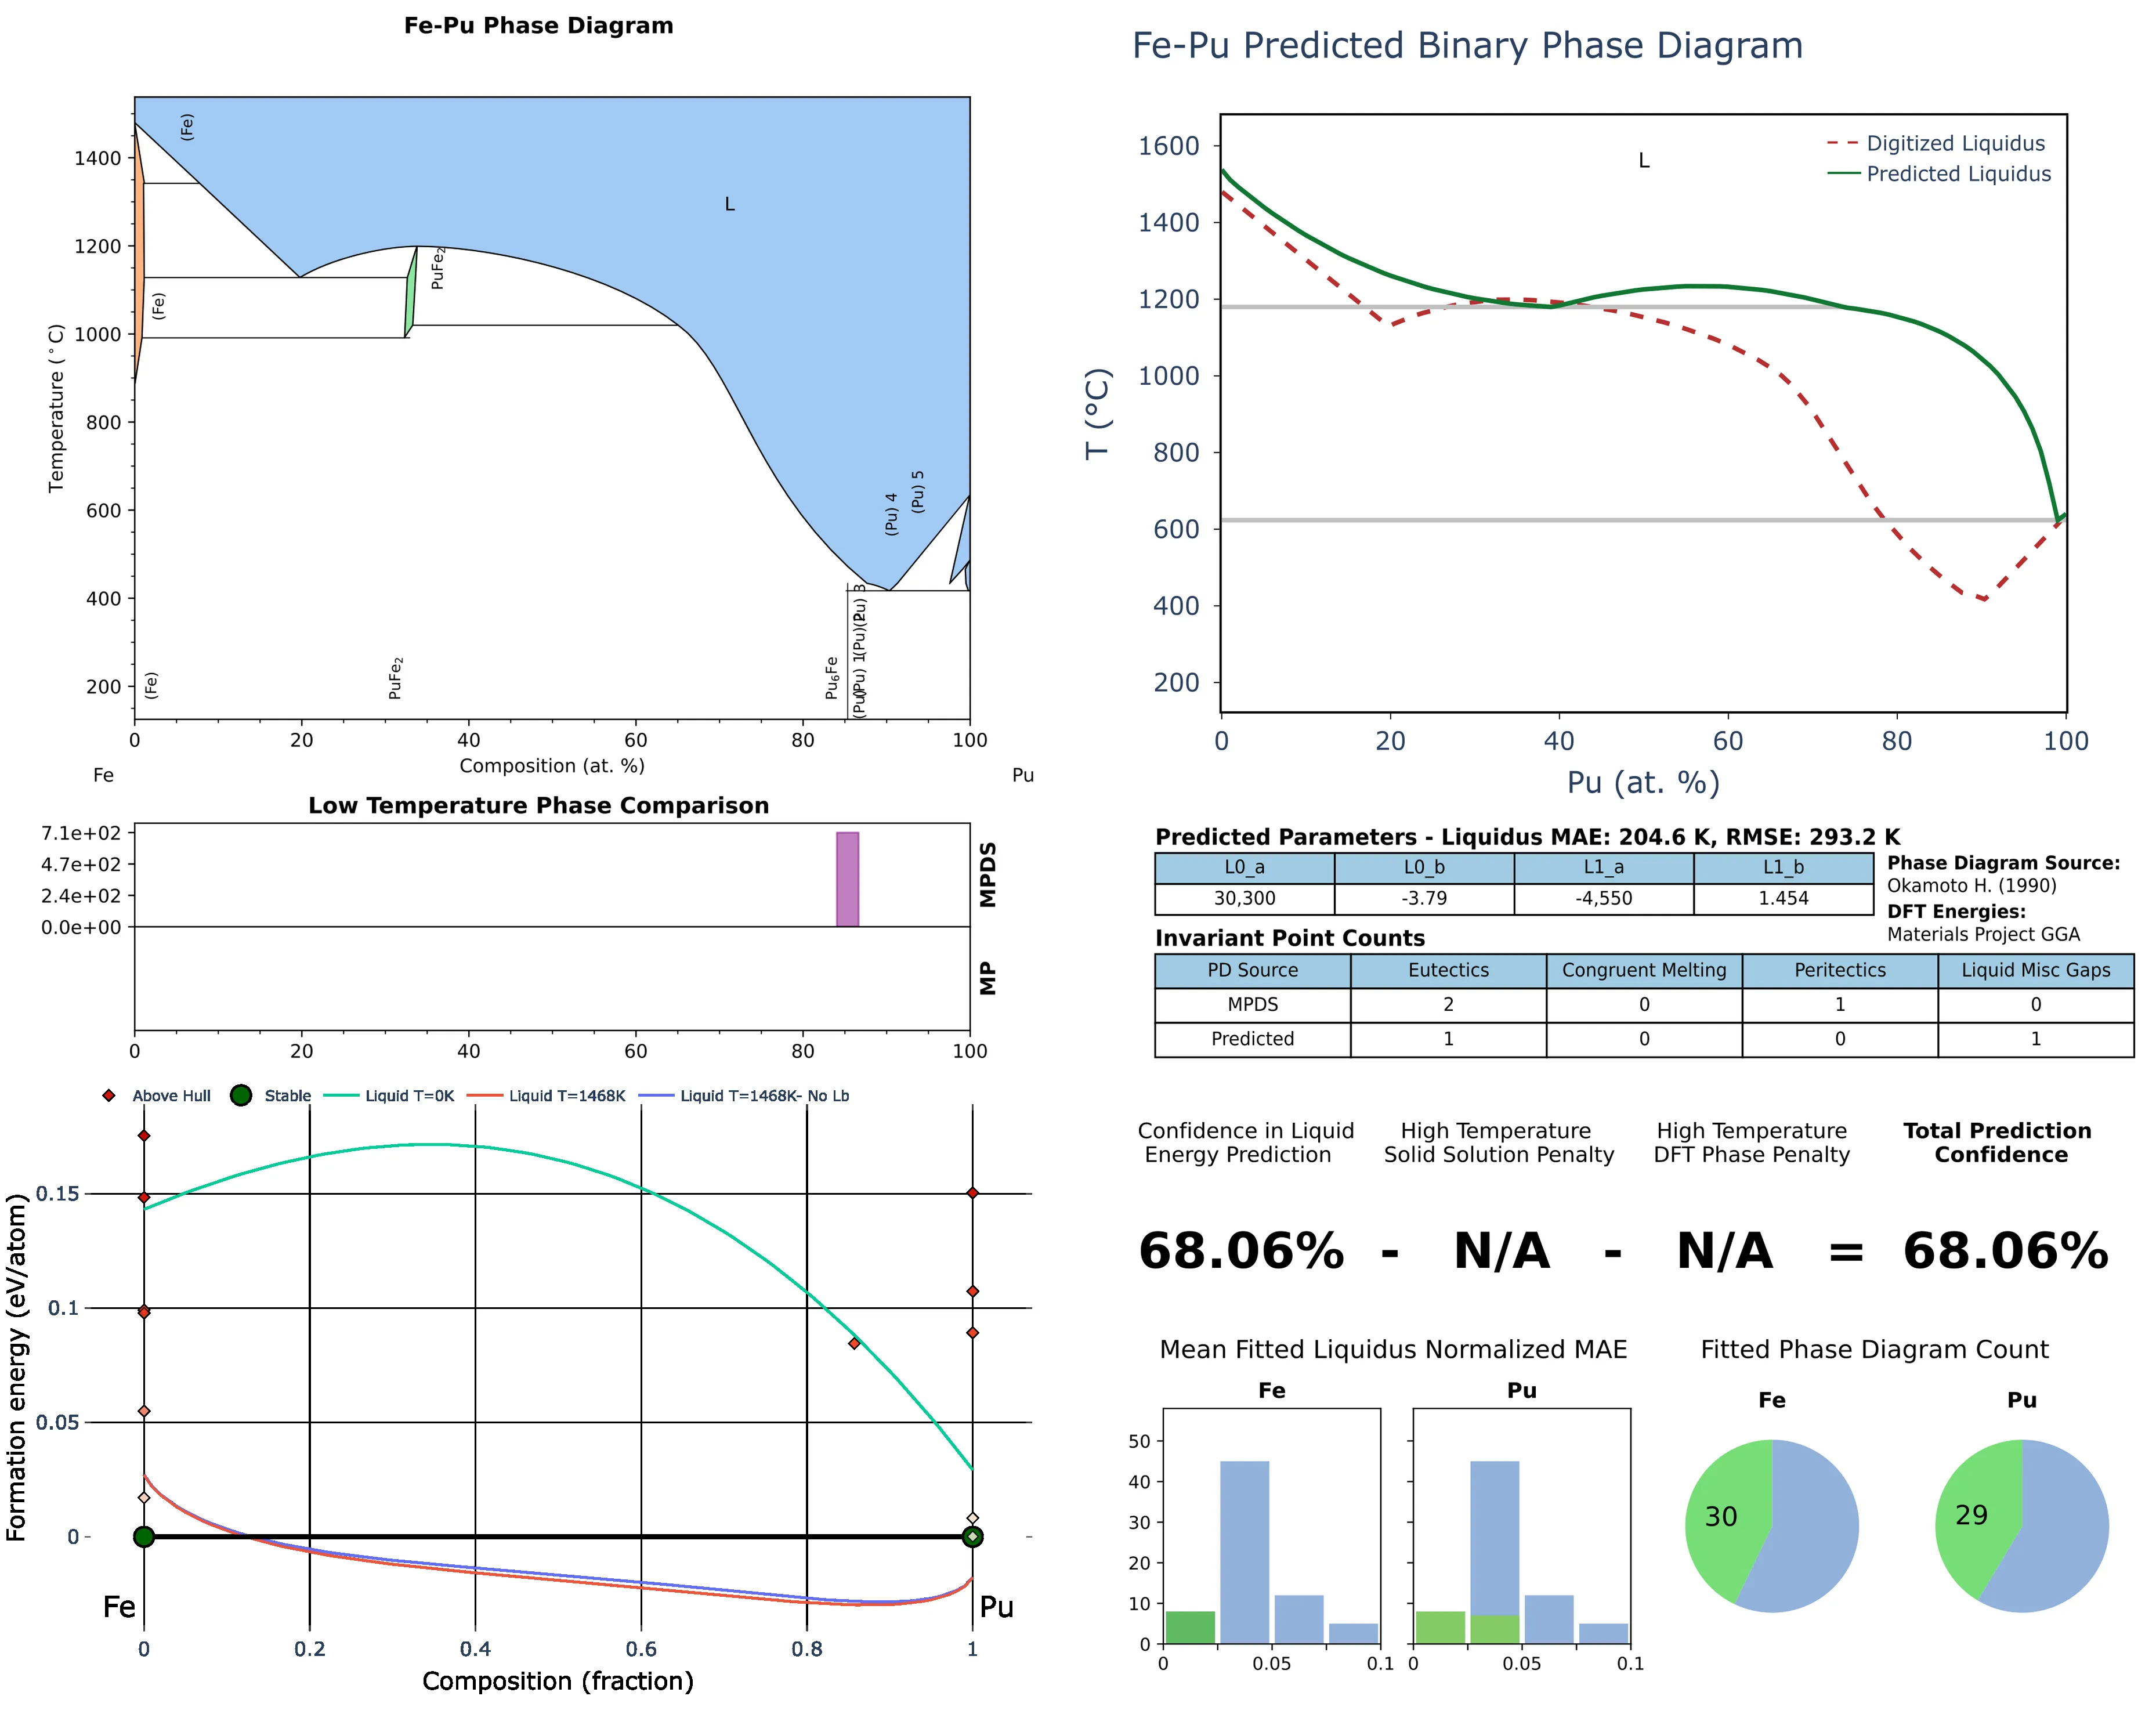 Fe-Pu Phase Diagram
Temperature (°C)
1400
1200
1000
800
600
400
200
(Fe)
L
PuFe2
(Fe)
(Pu) 5
(Pu) 4
(Pu) 3
(Pu) 2
(Pu) 1
(Pu)
(Fe)
PuFe2
Pu6Fe
0 20 40 60 80 100
Composition (at. %)
Fe Pu
Low Temperature Phase Comparison
7.1e+02
4.7e+02
2.4e+02
0.0e+00
MPDS
MP
0 20 40 60 80 100
Above Hull Stable Liquid T=0K Liquid T=1468K Liquid T=1468K- No Lb
Formation energy (eV/atom)
0.15
0.1
0.05
0
Fe Pu
0 0.2 0.4 0.6 0.8 1
Composition (fraction)
Fe-Pu Predicted Binary Phase Diagram
T (°C)
1600
1400
1200
1000
800
600
400
200
L
Digitized Liquidus
Predicted Liquidus
0 20 40 60 80 100
Pu (at. %)
Predicted Parameters - Liquidus MAE: 204.6 K, RMSE: 293.2 K
L0_a L0_b L1_a L1_b
30,300 -3.79 -4,550 1.454
Phase Diagram Source:
Okamoto H. (1990)
DFT Energies:
Materials Project GGA
Invariant Point Counts
PD Source Eutectics Congruent Melting Peritectics Liquid Misc Gaps
MPDS 2 0 1 0
Predicted 1 0 0 1
Confidence in Liquid High Temperature High Temperature Total Prediction
Energy Prediction Solid Solution Penalty DFT Phase Penalty Confidence
68.06% - N/A - N/A = 68.06%
Mean Fitted Liquidus Normalized MAE
Fe Pu
50
40
30
20
10
0
0 0.05 0.1 0 0.05 0.1
Fitted Phase Diagram Count
Fe Pu
30 29